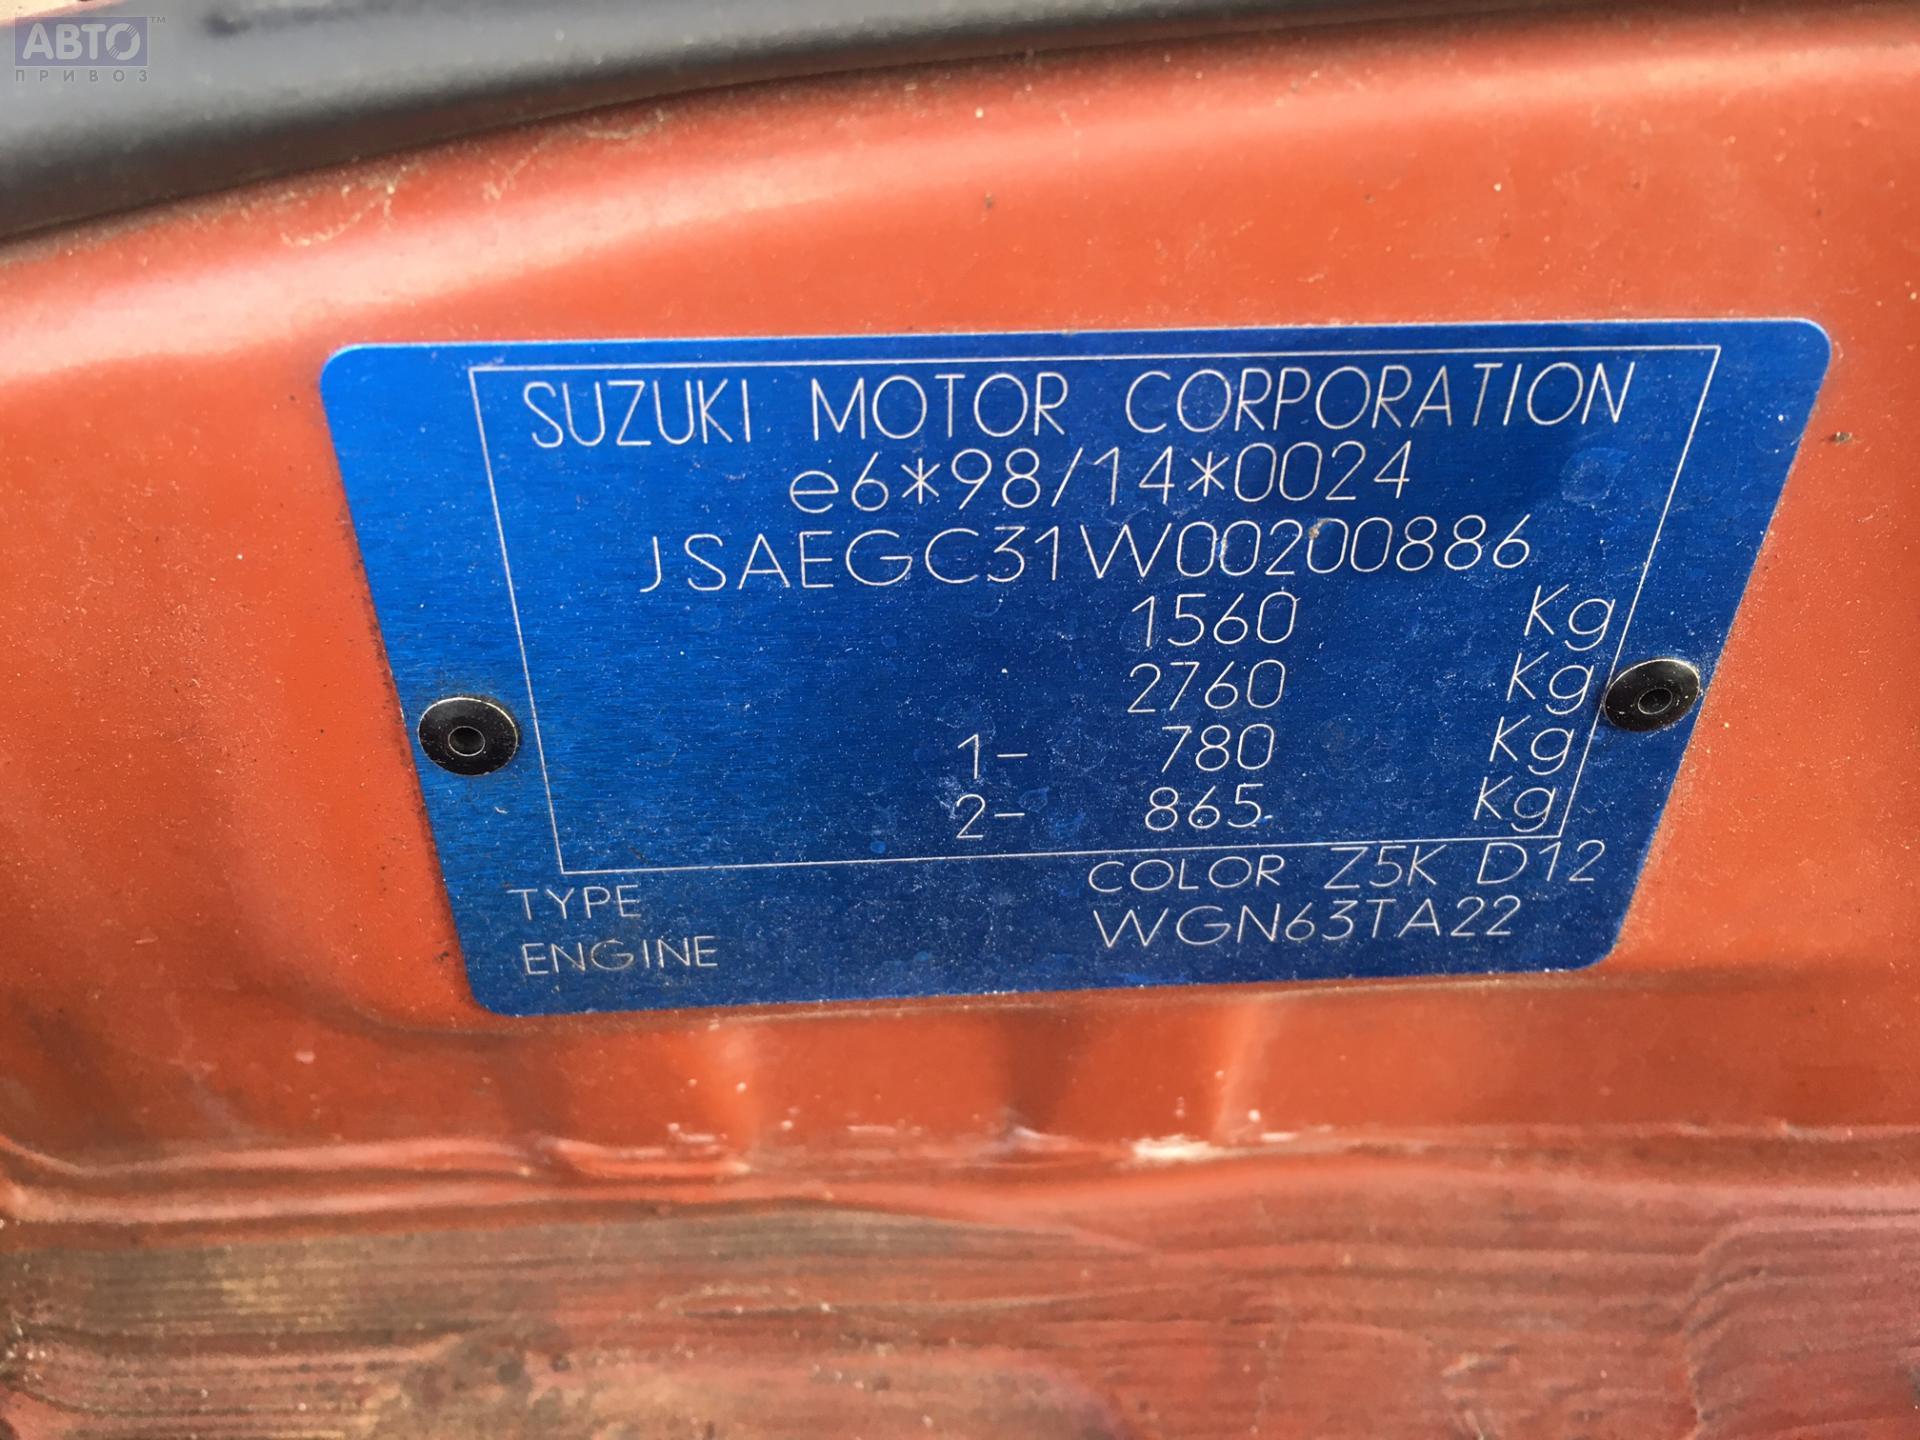 АВТО™
ПРИВОЗ
SUZUKI MOTOR CORPORATION
e6*98/14*0024
JSAEGC31W00200886
1560 Kg
2760 Kg
1- 780 Kg
2- 865 Kg
TYPE COLOR Z5K D12
ENGINE WGN63TA22